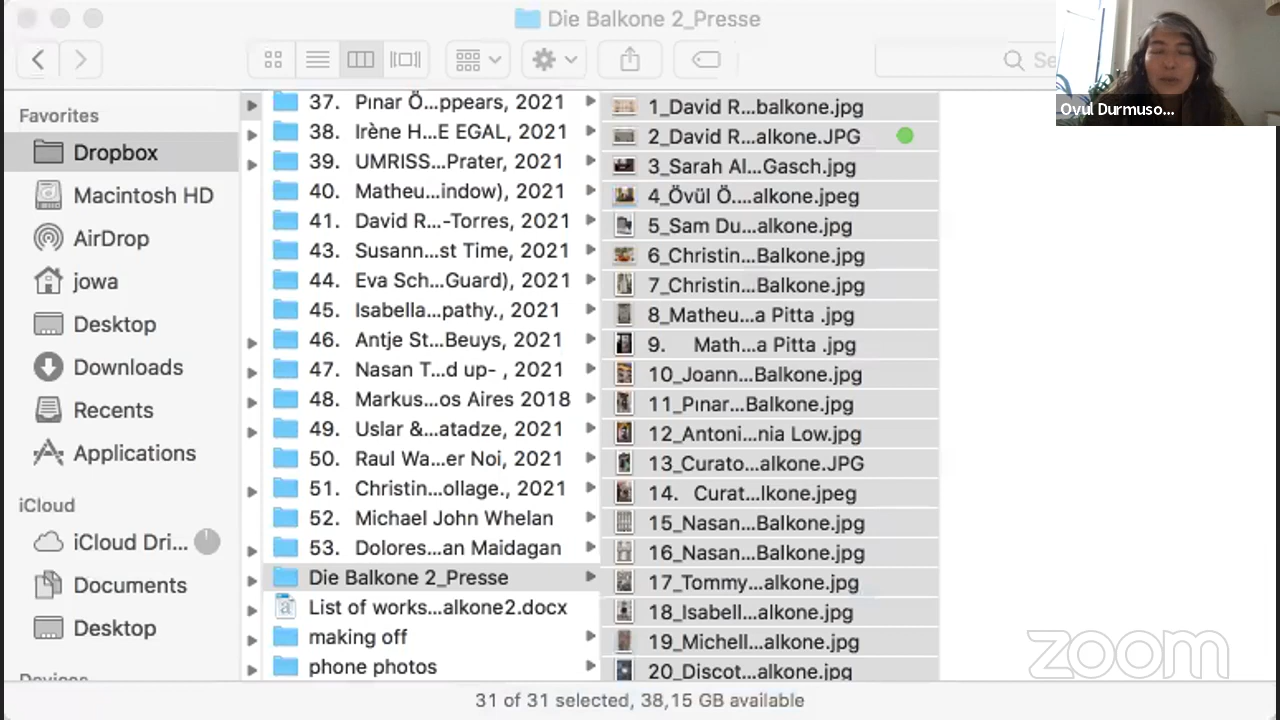 Die Balkone 2_Presse
Se
Ovul Durmuso...
Favorites
Dropbox
Macintosh HD
AirDrop
jowa
Desktop
Downloads
Recents
Applications
iCloud
iCloud Dri...
Documents
Desktop
Devices
37. Pınar Ö...ppears, 2021
38. Irène H...E EGAL, 2021
39. UMRISS...Prater, 2021
40. Matheu...indow), 2021
41. David R...-Torres, 2021
43. Susann...st Time, 2021
44. Eva Sch...Guard), 2021
45. Isabella...pathy., 2021
46. Antje St...Beuys, 2021
47. Nasan T...d up- , 2021
48. Markus...os Aires 2018
49. Uslar &...atadze, 2021
50. Raul Wa...er Noi, 2021
51. Christin...ollage., 2021
52. Michael John Whelan
53. Dolores...an Maidagan
Die Balkone 2_Presse
List of works...alkone2.docx
making off
phone photos
1_David R...balkone.jpg
2_David R...alkone.JPG
3_Sarah Al...Gasch.jpg
4_Övül Ö....alkone.jpeg
5_Sam Du...alkone.jpg
6_Christin...Balkone.jpg
7_Christin...Balkone.jpg
8_Matheu...a Pitta .jpg
9. Math...a Pitta .jpg
10_Joann...Balkone.jpg
11_Pınar...Balkone.jpg
12_Antoni...nia Low.jpg
13_Curato...alkone.JPG
14. Curat...lkone.jpeg
15_Nasan...Balkone.jpg
16_Nasan...Balkone.jpg
17_Tommy...alkone.jpg
18_Isabell...alkone.jpg
19_Michell...alkone.jpg
20_Discot...alkone.jpg
31 of 31 selected, 38,15 GB available
zoom